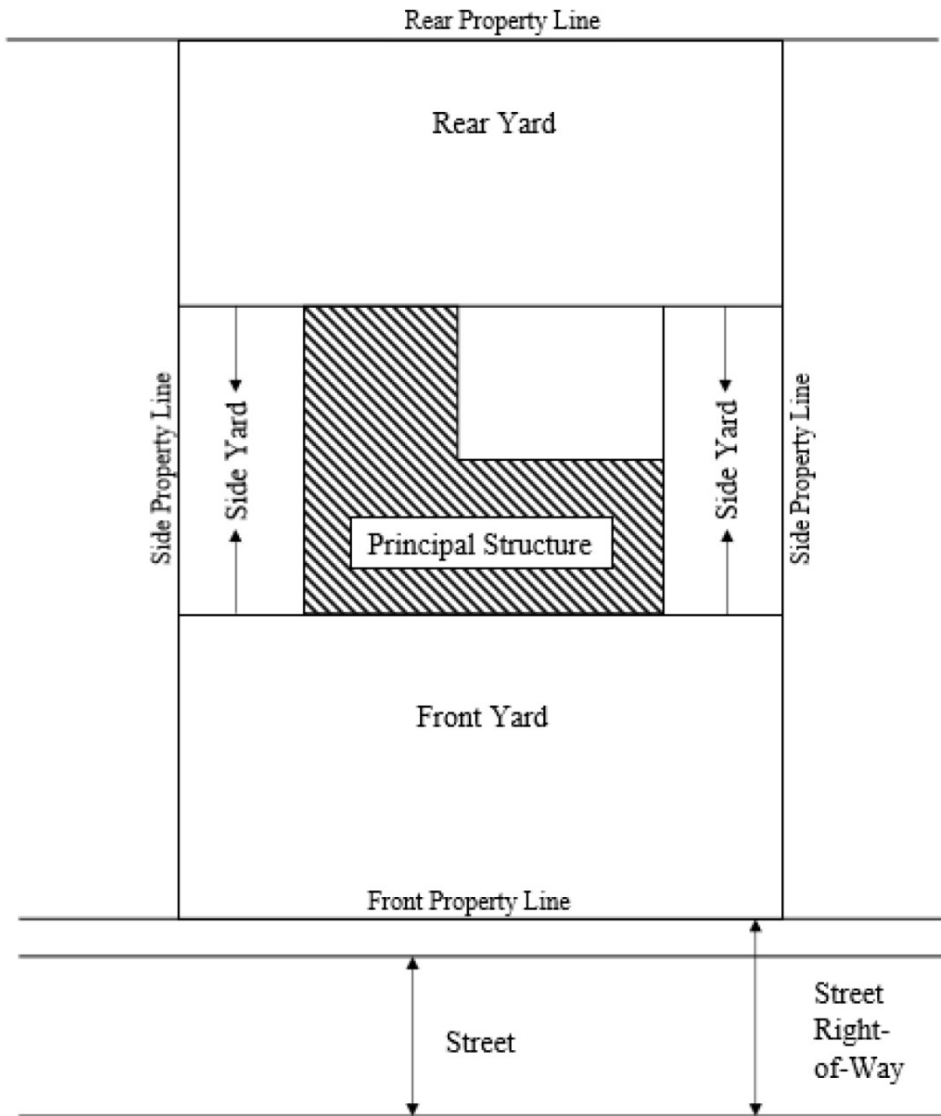 Rear Property Line
Rear Yard
Side Property Line
Side Yard
Side Yard
Side Property Line
Principal Structure
Front Yard
Front Property Line
Street
Street
Right-
of-Way